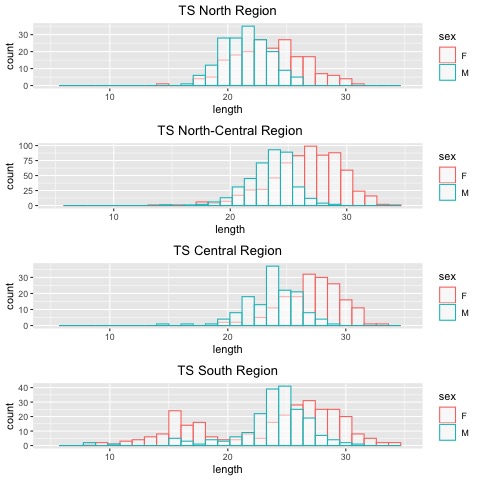 TS North Region
count
30
20
10
0
10
20
30
length
sex
F
M
TS North-Central Region
count
100
75
50
25
0
10
20
30
length
sex
F
M
TS Central Region
count
30
20
10
0
10
20
30
length
sex
F
M
TS South Region
count
40
30
20
10
0
10
20
30
length
sex
F
M